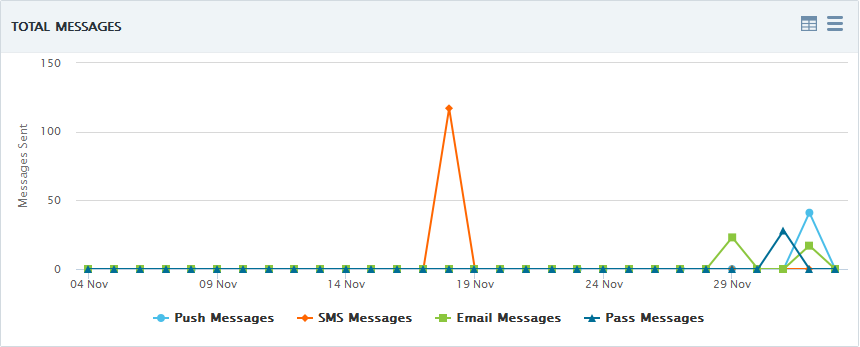 TOTAL MESSAGES
150
100
50
0
Messages Sent
04 Nov 09 Nov 14 Nov 19 Nov 24 Nov 29 Nov
Push Messages SMS Messages Email Messages Pass Messages